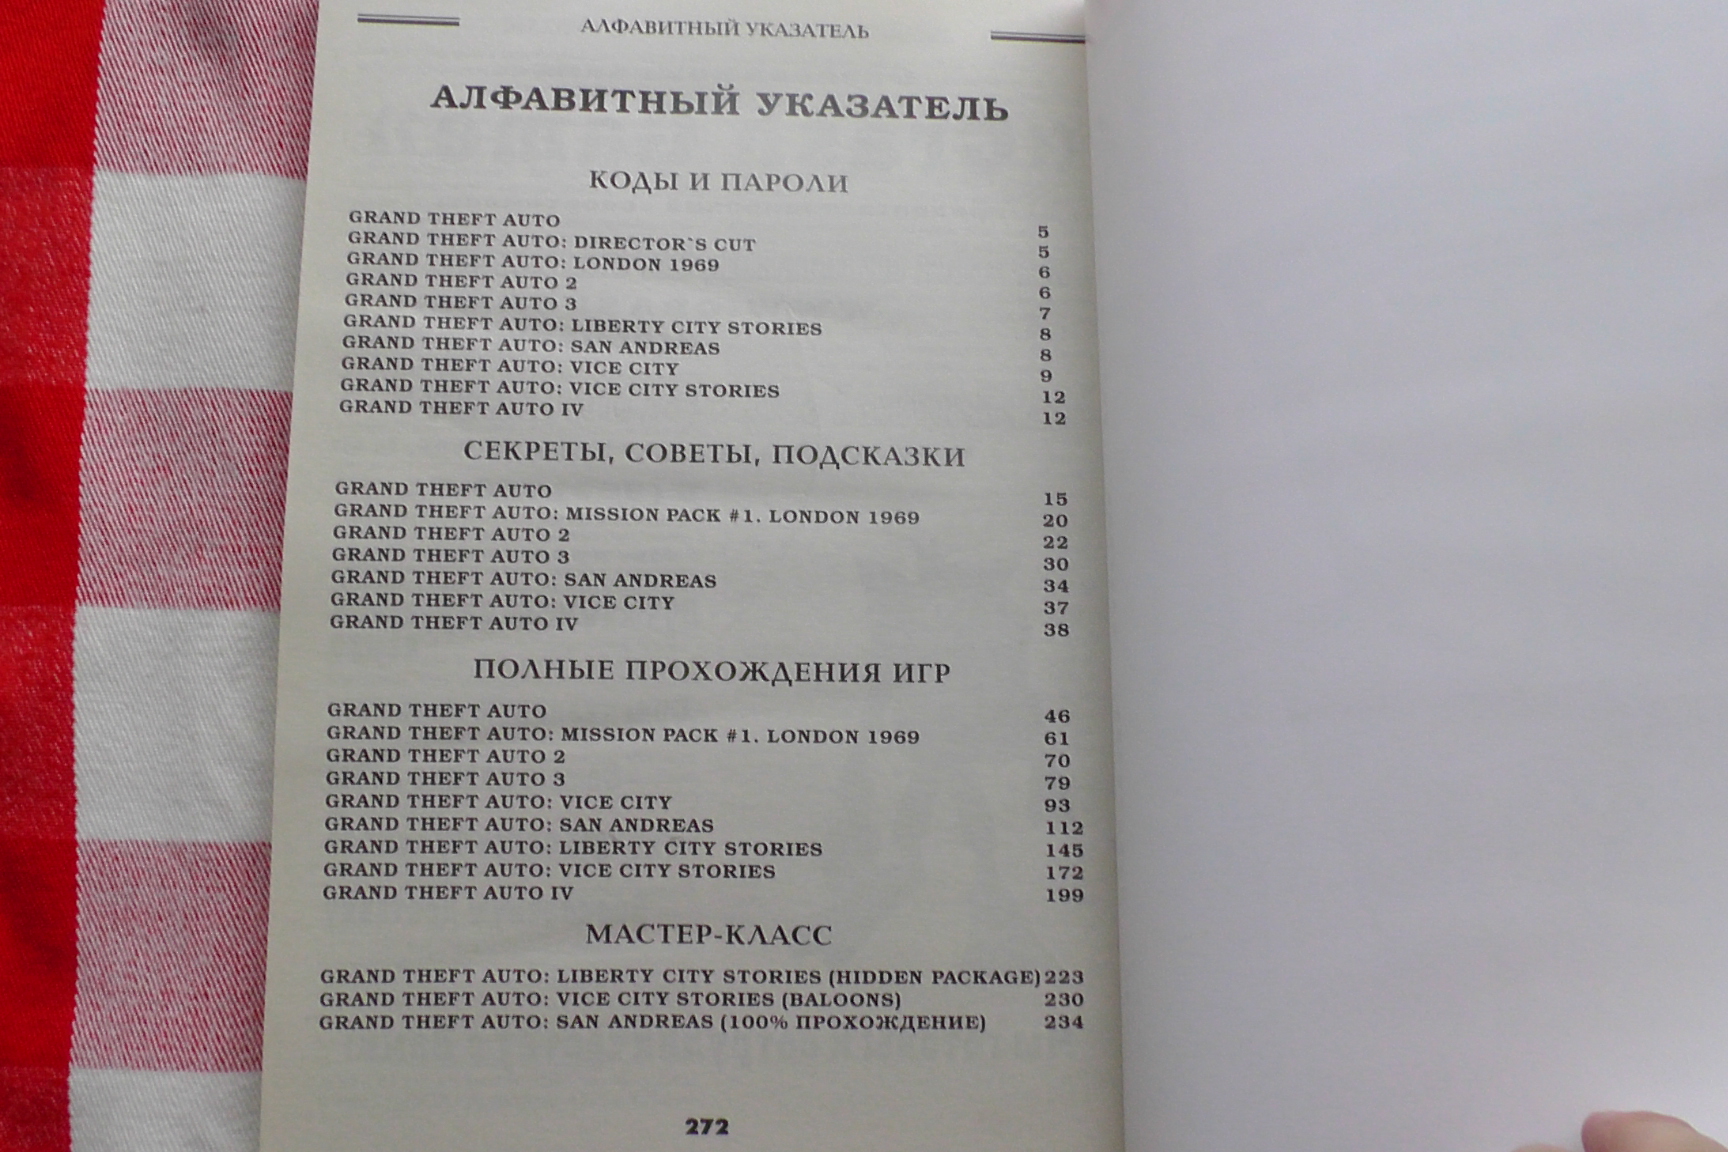 АЛФАВИТНЫЙ УКАЗАТЕЛЬ
АЛФАВИТНЫЙ УКАЗАТЕЛЬ
КОДЫ И ПАРОЛИ
GRAND THEFT AUTO 5
GRAND THEFT AUTO: DIRECTOR`S CUT 5
GRAND THEFT AUTO: LONDON 1969 6
GRAND THEFT AUTO 2 6
GRAND THEFT AUTO 3 7
GRAND THEFT AUTO: LIBERTY CITY STORIES 8
GRAND THEFT AUTO: SAN ANDREAS 8
GRAND THEFT AUTO: VICE CITY 9
GRAND THEFT AUTO: VICE CITY STORIES 12
GRAND THEFT AUTO IV 12
СЕКРЕТЫ, СОВЕТЫ, ПОДСКАЗКИ
GRAND THEFT AUTO 15
GRAND THEFT AUTO: MISSION PACK #1. LONDON 1969 20
GRAND THEFT AUTO 2 22
GRAND THEFT AUTO 3 30
GRAND THEFT AUTO: SAN ANDREAS 34
GRAND THEFT AUTO: VICE CITY 37
GRAND THEFT AUTO IV 38
ПОЛНЫЕ ПРОХОЖДЕНИЯ ИГР
GRAND THEFT AUTO 46
GRAND THEFT AUTO: MISSION PACK #1. LONDON 1969 61
GRAND THEFT AUTO 2 70
GRAND THEFT AUTO 3 79
GRAND THEFT AUTO: VICE CITY 93
GRAND THEFT AUTO: SAN ANDREAS 112
GRAND THEFT AUTO: LIBERTY CITY STORIES 145
GRAND THEFT AUTO: VICE CITY STORIES 172
GRAND THEFT AUTO IV 199
МАСТЕР-КЛАСС
GRAND THEFT AUTO: LIBERTY CITY STORIES (HIDDEN PACKAGE) 223
GRAND THEFT AUTO: VICE CITY STORIES (BALOONS) 230
GRAND THEFT AUTO: SAN ANDREAS (100% ПРОХОЖДЕНИЕ) 234
272